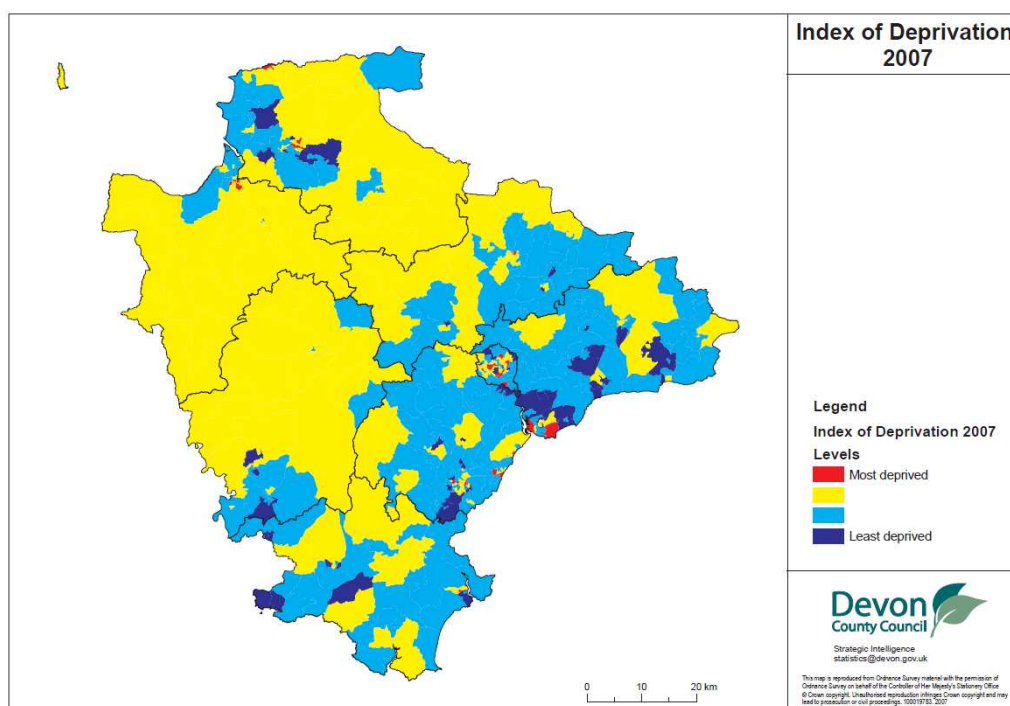 Index of Deprivation
2007
Legend
Index of Deprivation 2007
Levels
Most deprived
Least deprived
Devon
County Council
Strategic Intelligence
statistics@devon.gov.uk
0 10 20 km
This map is reproduced from Ordnance Survey material with the permission of
Ordnance Survey on behalf of the Controller of Her Majesty's Stationery Office
© Crown copyright. Unauthorised reproduction infringes Crown copyright and may
lead to prosecution or civil proceedings. 100019783. 2007